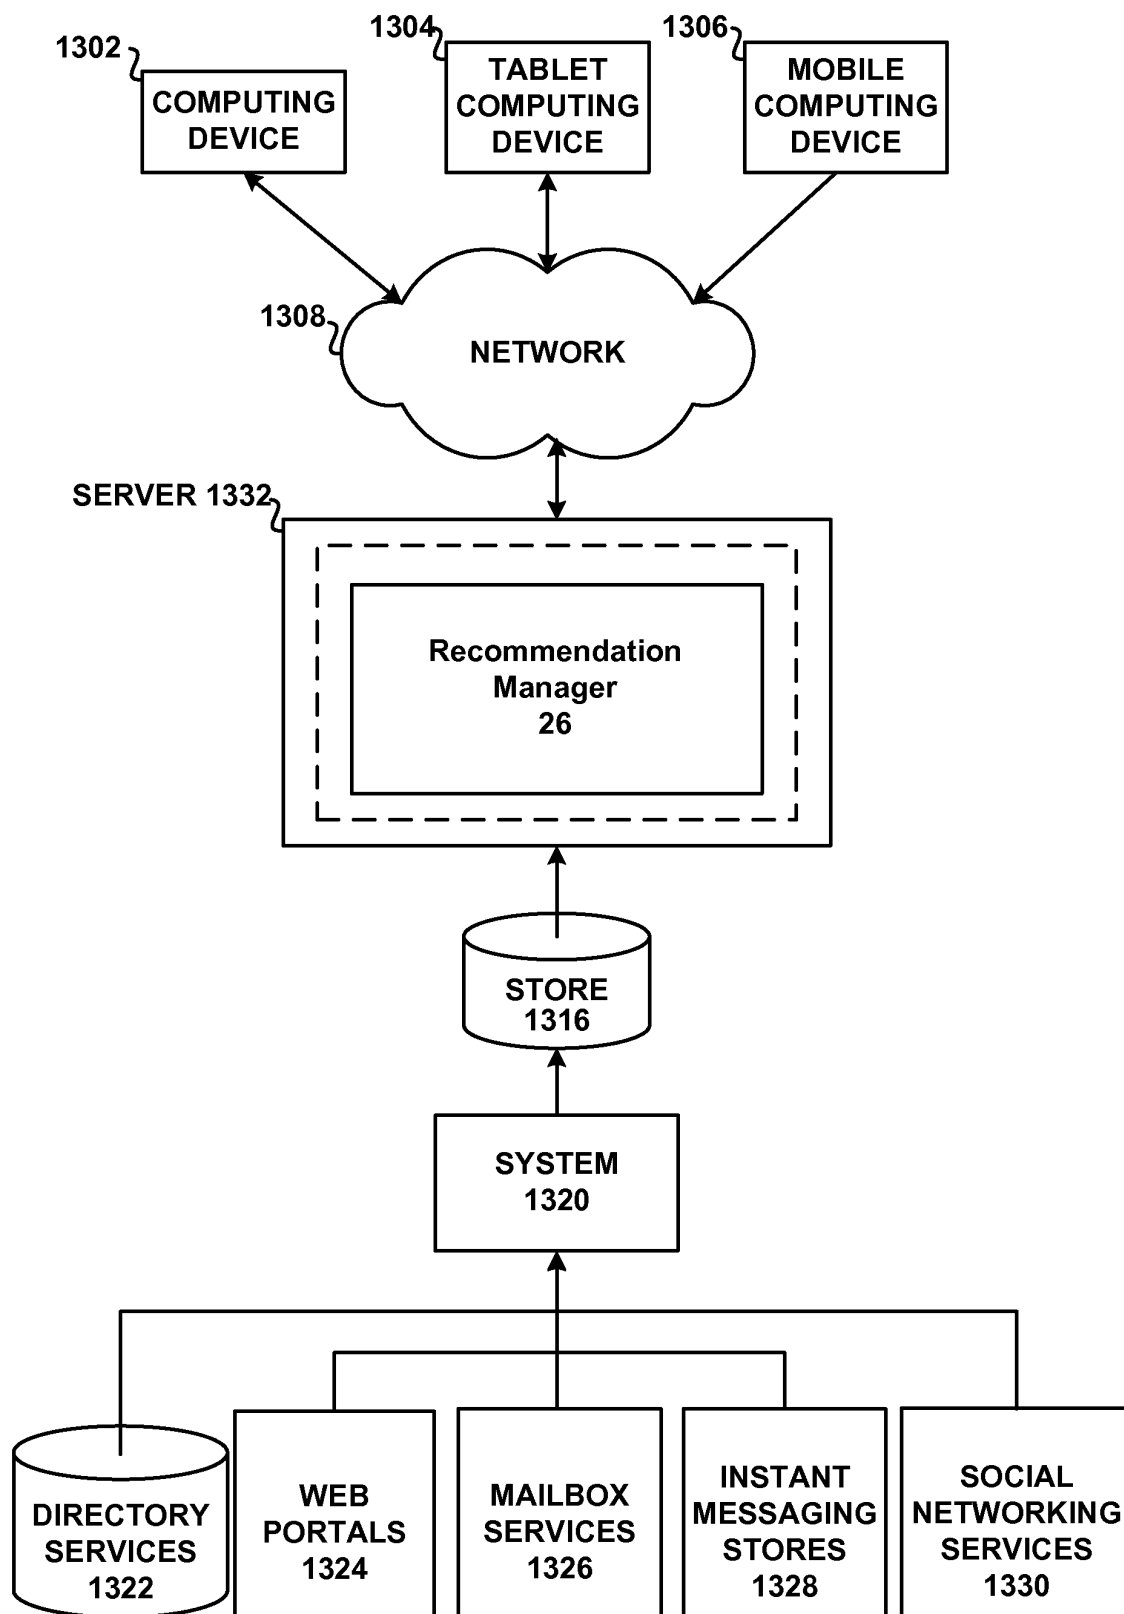 1302
1304
1306
COMPUTING
DEVICE
TABLET
COMPUTING
DEVICE
MOBILE
COMPUTING
DEVICE
1308
NETWORK
SERVER 1332
Recommendation
Manager
26
STORE
1316
SYSTEM
1320
DIRECTORY
SERVICES
1322
WEB
PORTALS
1324
MAILBOX
SERVICES
1326
INSTANT
MESSAGING
STORES
1328
SOCIAL
NETWORKING
SERVICES
1330